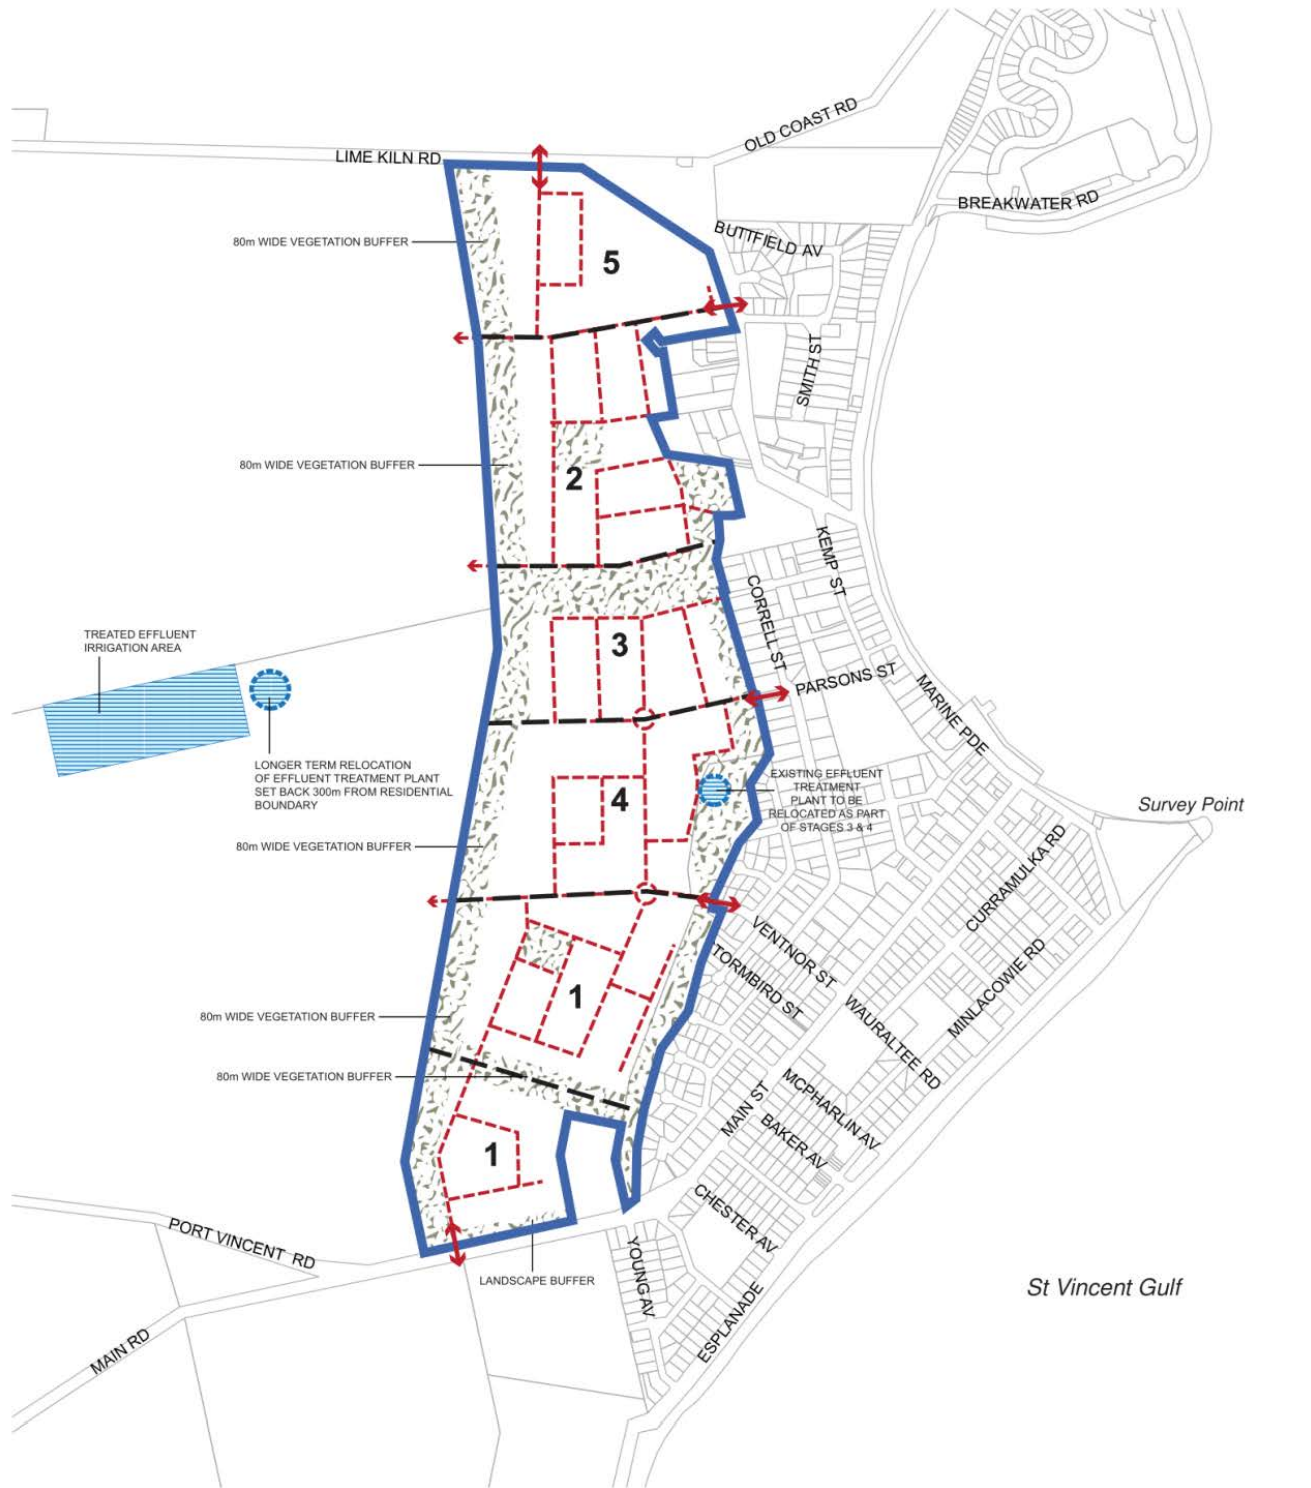 OLD COAST RD
LIME KILN RD
BREAKWATER RD
BUTTFIELD AV
80m WIDE VEGETATION BUFFER
5
SMITH ST
80m WIDE VEGETATION BUFFER
2
KEMP ST
CORRELL ST
TREATED EFFLUENT
IRRIGATION AREA
3
PARSONS ST
MARINE PDE
LONGER TERM RELOCATION
OF EFFLUENT TREATMENT PLANT
SET BACK 300m FROM RESIDENTIAL
BOUNDARY
4
EXISTING EFFLUENT
TREATMENT
PLANT TO BE
RELOCATED AS PART
OF STAGES 3 & 4
Survey Point
80m WIDE VEGETATION BUFFER
CURRAMULKA RD
VENTNOR ST
TORMBIRD ST
WAURALTEE RD
MINLACOWIE RD
1
80m WIDE VEGETATION BUFFER
80m WIDE VEGETATION BUFFER
MAIN ST
MCPHARLIN AV
BAKER AV
1
CHESTER AV
PORT VINCENT RD
YOUNG AV
LANDSCAPE BUFFER
St Vincent Gulf
ESPLANADE
MAIN RD